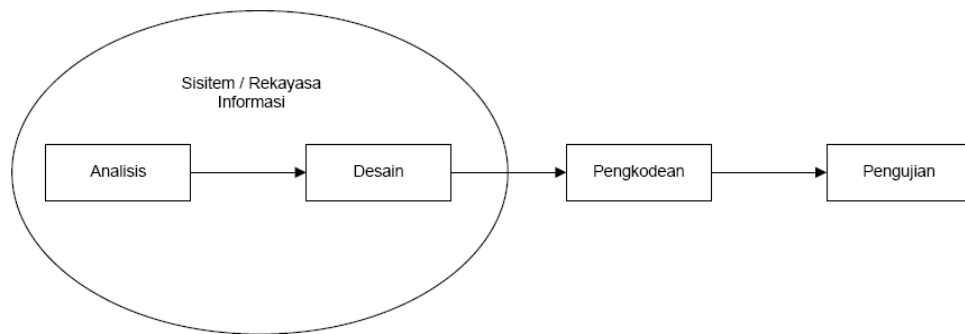 Sisitem / Rekayasa
Informasi
Analisis
Desain
Pengkodean
Pengujian